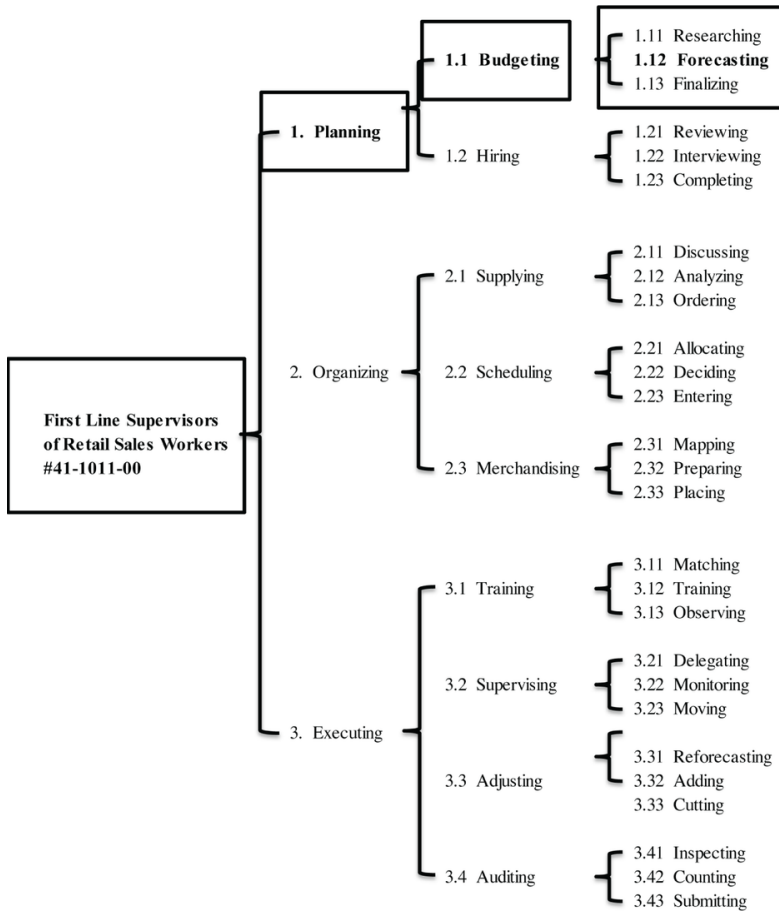 First Line Supervisors
of Retail Sales Workers
#41-1011-00
1. Planning
1.1 Budgeting
1.11 Researching
1.12 Forecasting
1.13 Finalizing
1.2 Hiring
1.21 Reviewing
1.22 Interviewing
1.23 Completing
2. Organizing
2.1 Supplying
2.11 Discussing
2.12 Analyzing
2.13 Ordering
2.2 Scheduling
2.21 Allocating
2.22 Deciding
2.23 Entering
2.3 Merchandising
2.31 Mapping
2.32 Preparing
2.33 Placing
3. Executing
3.1 Training
3.11 Matching
3.12 Training
3.13 Observing
3.2 Supervising
3.21 Delegating
3.22 Monitoring
3.23 Moving
3.3 Adjusting
3.31 Reforecasting
3.32 Adding
3.33 Cutting
3.4 Auditing
3.41 Inspecting
3.42 Counting
3.43 Submitting